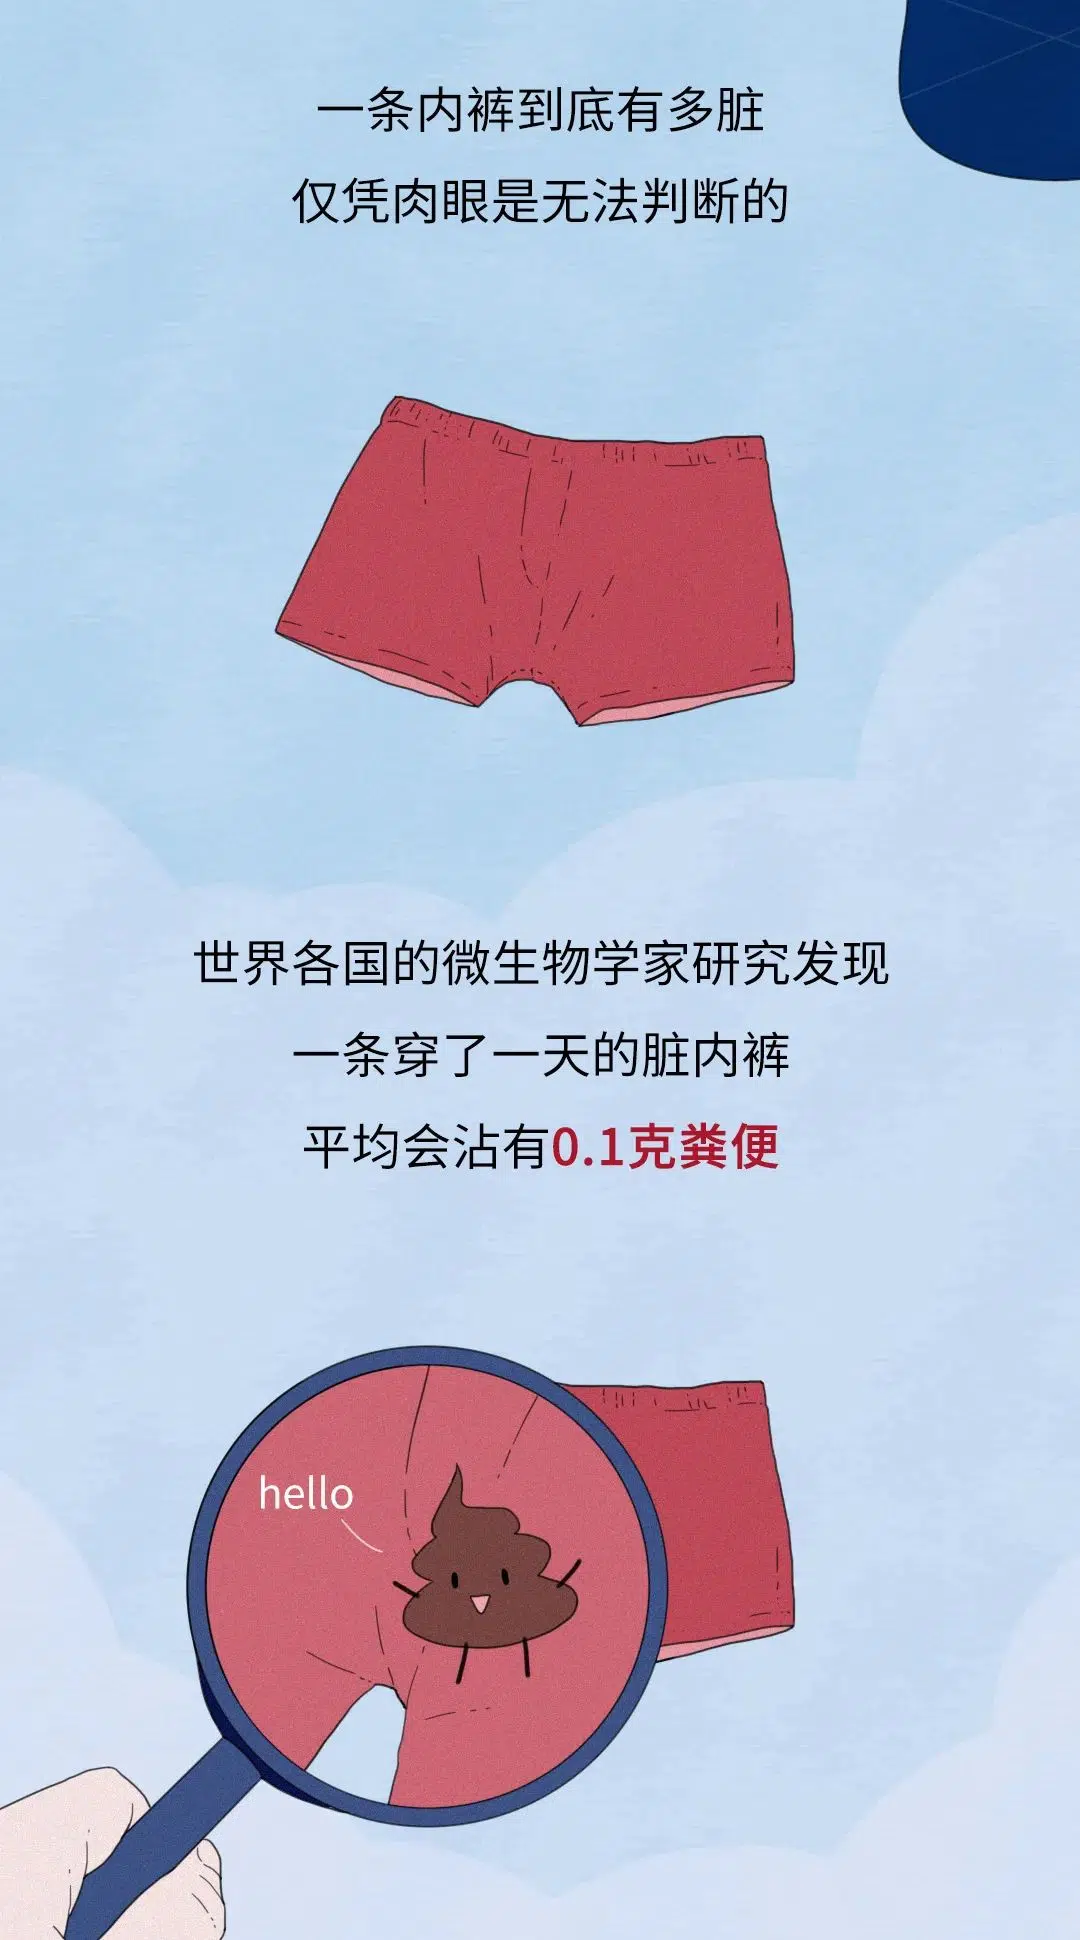 一条内裤到底有多脏
仅凭肉眼是无法判断的
世界各国的微生物学家研究发现
一条穿了一天的脏内裤
平均会沾有0.1克粪便
hello